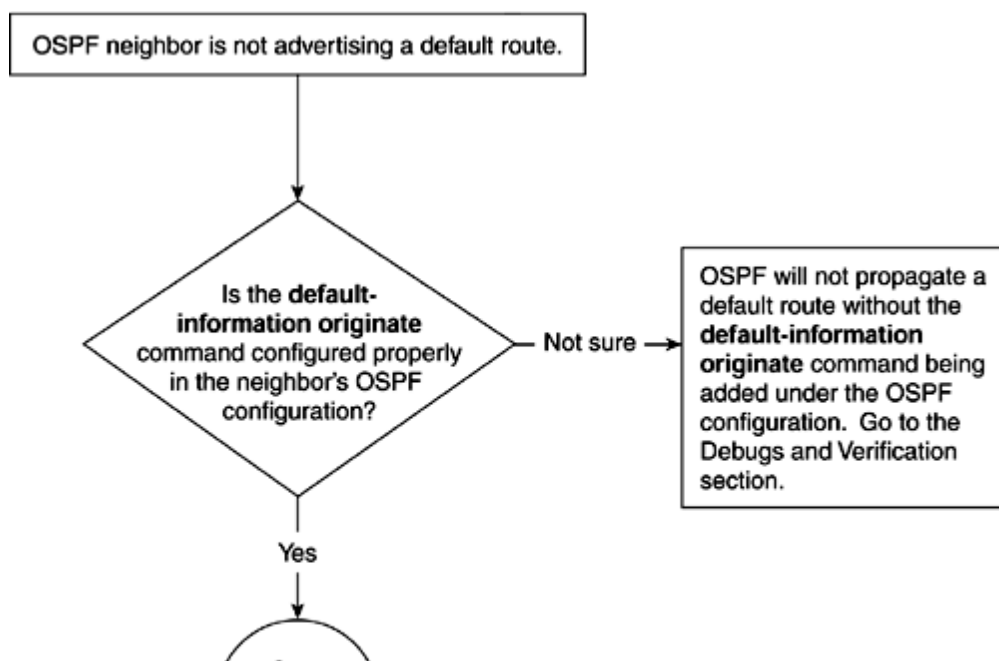 OSPF neighbor is not advertising a default route.
Is the default-
information originate
command configured properly
in the neighbor's OSPF
configuration?
Not sure
OSPF will not propagate a
default route without the
default-information
originate command being
added under the OSPF
configuration. Go to the
Debugs and Verification
section.
Yes